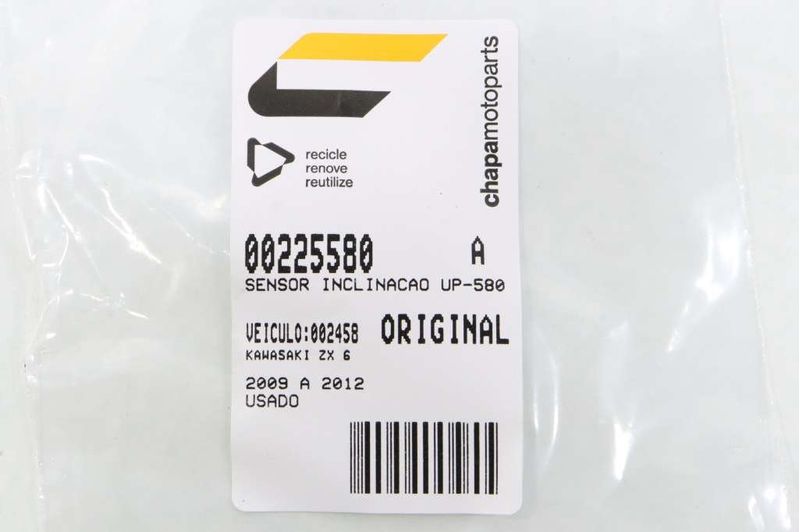 chapamotoparts
recicle
renove
reutilize
00225580 A
SENSOR INCLINACAO UP-580
VEICULO:002458 ORIGINAL
KAWASAKI ZX 6
2009 A 2012
USADO